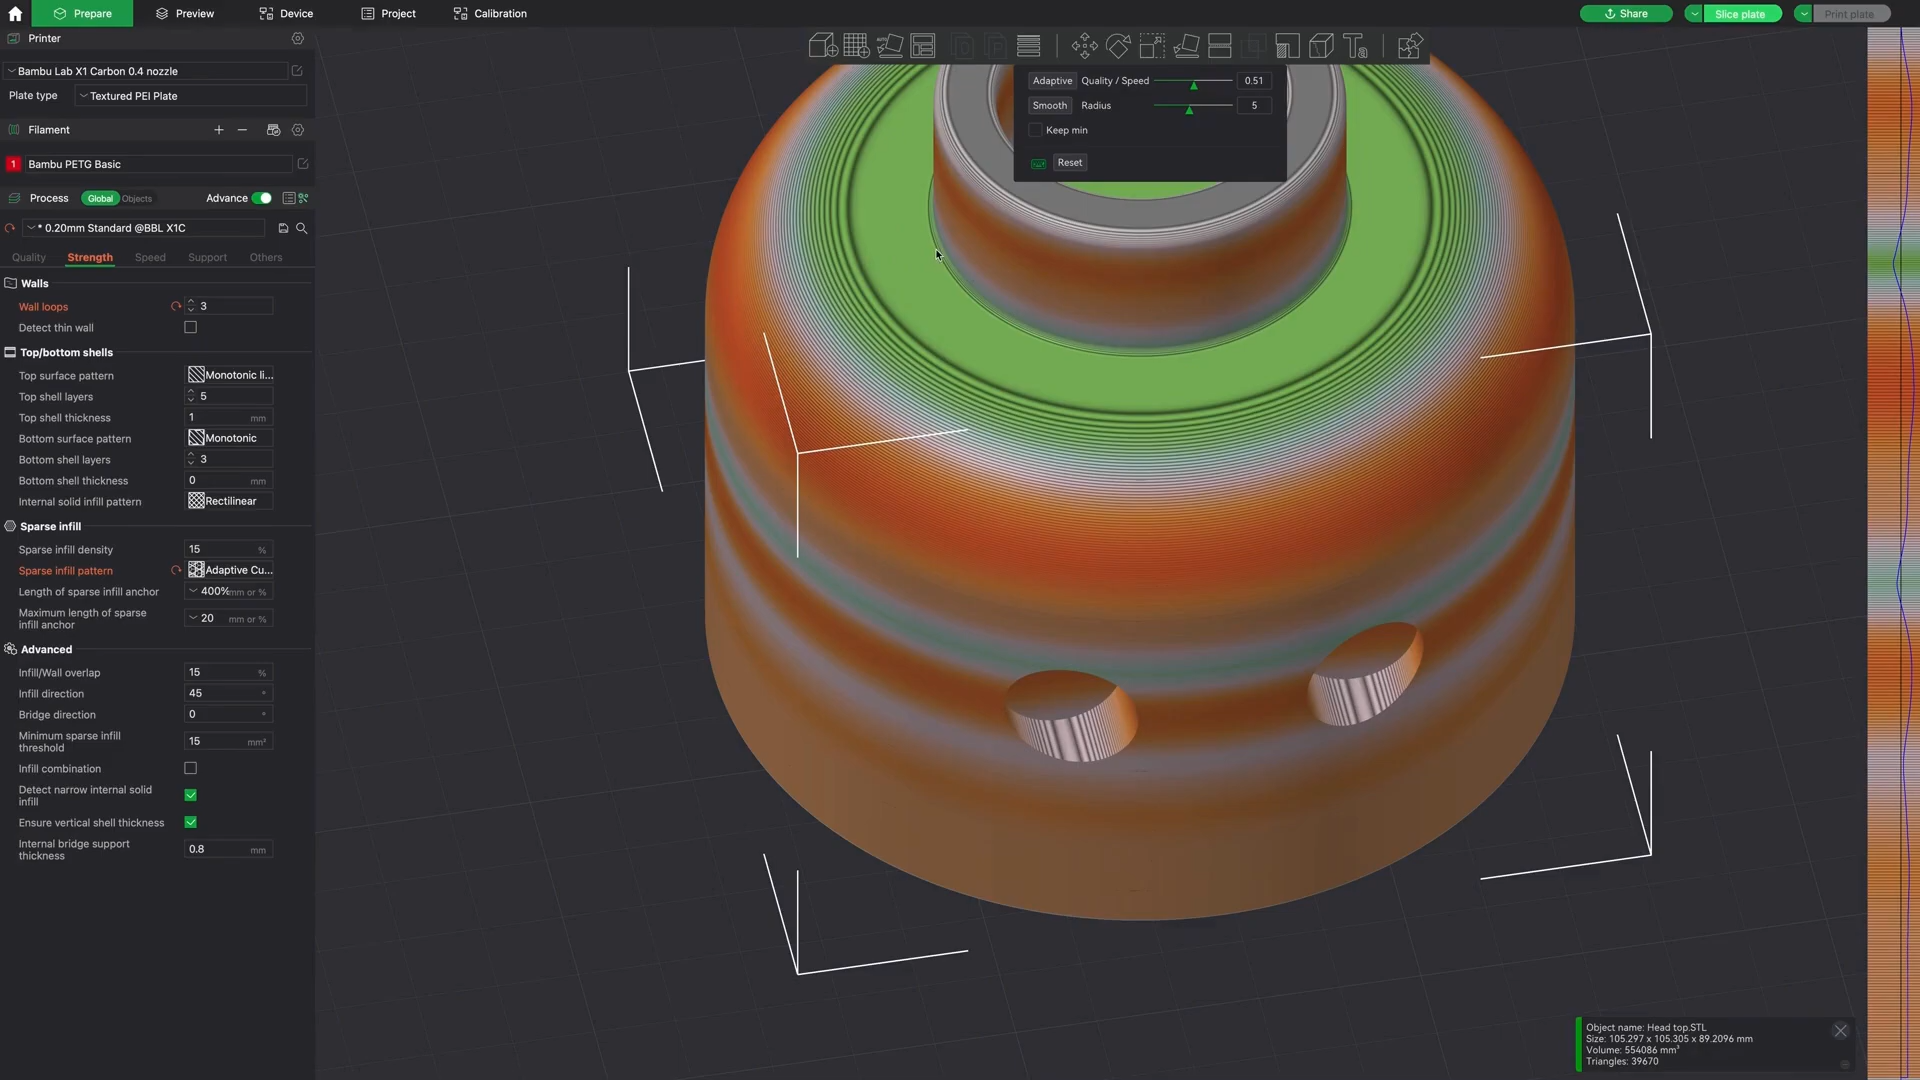 Prepare
Preview
Device
Project
Calibration
Share
Slice plate
Print plate
Printer
Bambu Lab X1 Carbon 0.4 nozzle
Plate type
Textured PEI Plate
Filament
1
Bambu PETG Basic
Process
Global
Objects
Advance
* 0.20mm Standard @BBL X1C
Quality
Strength
Speed
Support
Others
Walls
Wall loops
3
Detect thin wall
Top/bottom shells
Top surface pattern
Monotonic li...
Top shell layers
5
Top shell thickness
1
mm
Bottom surface pattern
Monotonic
Bottom shell layers
3
Bottom shell thickness
0
mm
Internal solid infill pattern
Rectilinear
Sparse infill
Sparse infill density
15
%
Sparse infill pattern
Adaptive Cu...
Length of sparse infill anchor
400%
mm or %
Maximum length of sparse
infill anchor
20
mm or %
Advanced
Infill/Wall overlap
15
%
Infill direction
45
°
Bridge direction
0
°
Minimum sparse infill
threshold
15
mm²
Infill combination
Detect narrow internal solid
infill
Ensure vertical shell thickness
Internal bridge support
thickness
0.8
mm
Adaptive
Quality / Speed
0.51
Smooth
Radius
5
Keep min
Reset
Object name: Head top.STL
Size: 105.297 x 105.305 x 89.2096 mm
Volume: 554086 mm³
Triangles: 39670